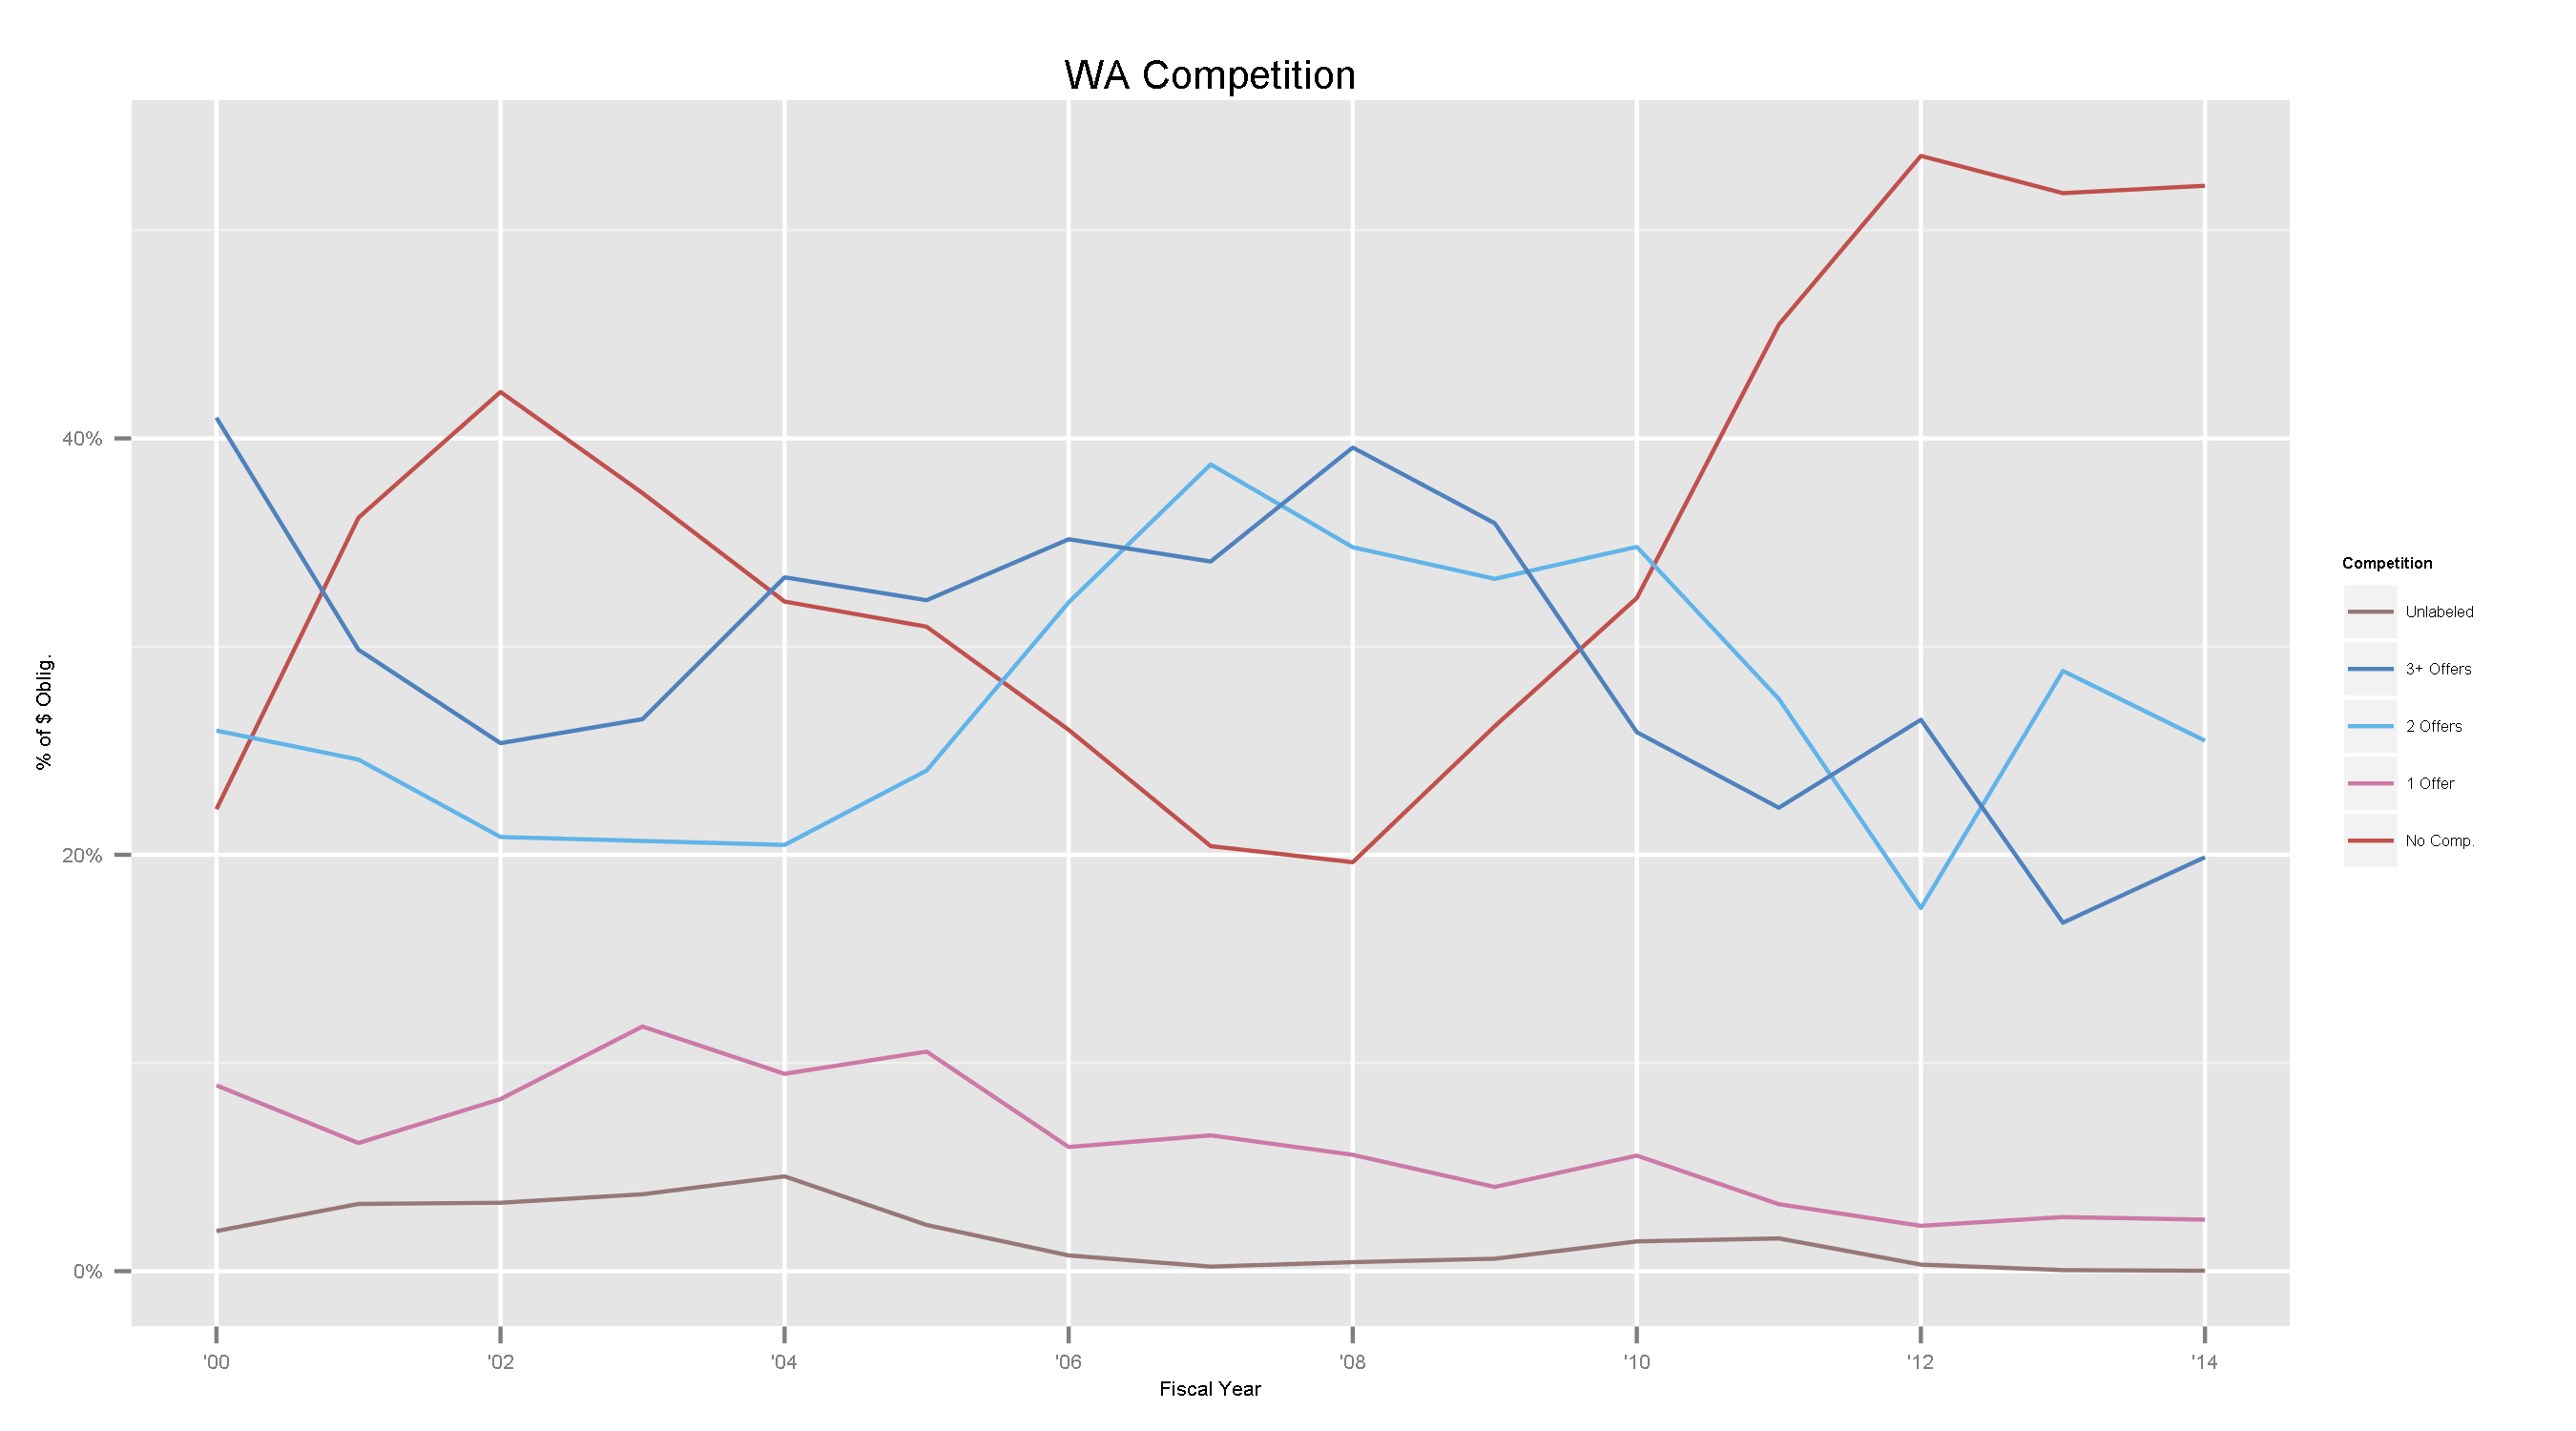 WA Competition
% of $ Oblig.
40%
20%
0%
'00 '02 '04 '06 '08 '10 '12 '14
Fiscal Year
Competition
Unlabeled
3+ Offers
2 Offers
1 Offer
No Comp.